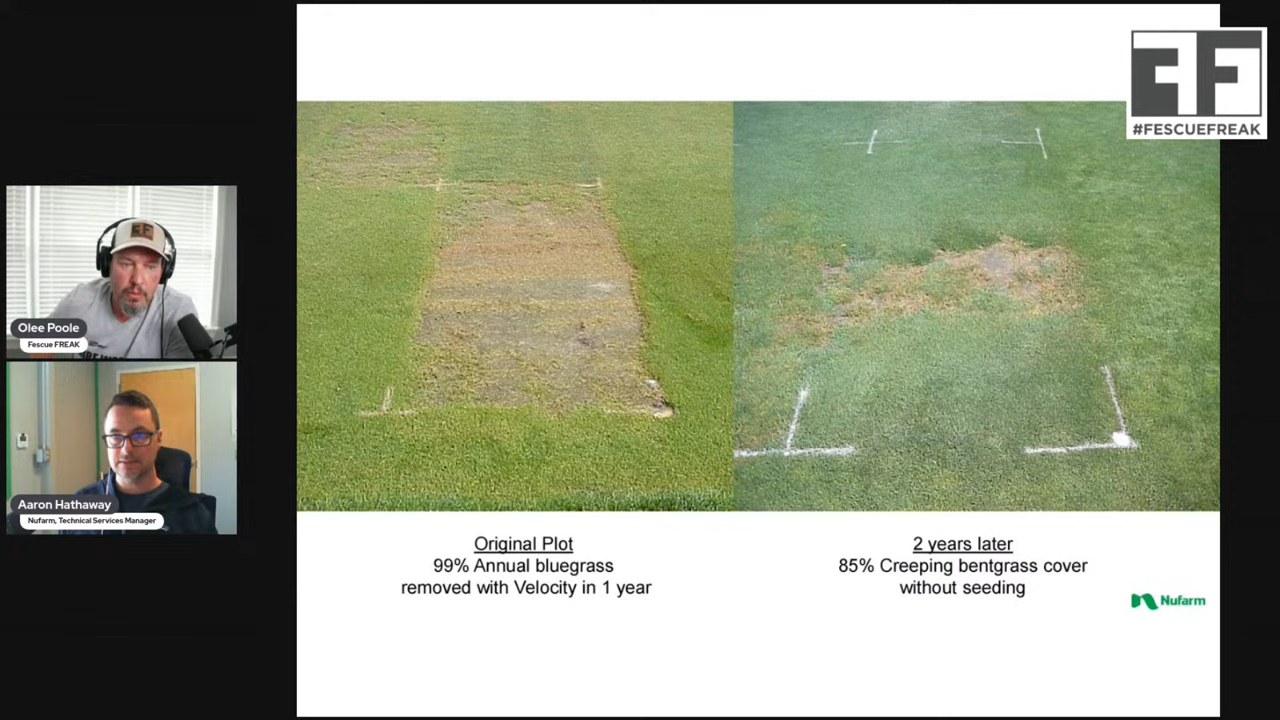 #FESCUEFREAK
Olee Poole
Fescue FREAK
Aaron Hathaway
Nufarm, Technical Services Manager
Original Plot
99% Annual bluegrass
removed with Velocity in 1 year
2 years later
85% Creeping bentgrass cover
without seeding
Nufarm